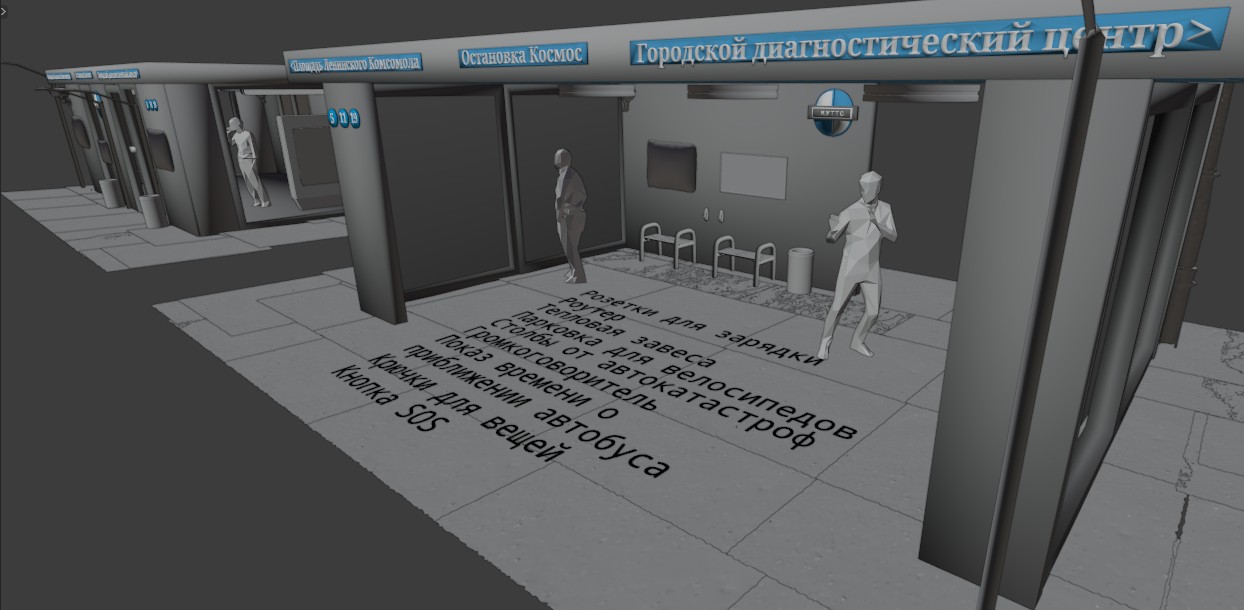 <Площадь Ленинского Комсомола
Остановка Космос
Городской диагностический центр>
5 11 19
КУТТС
розетки для зарядки
Роутер
Тепловая завеса
Парковка для велосипедов
Столбы от автокатастроф
Громкоговоритель
Показ времени о
приближении автобуса
Крючки для вещей
Кнопка SOS